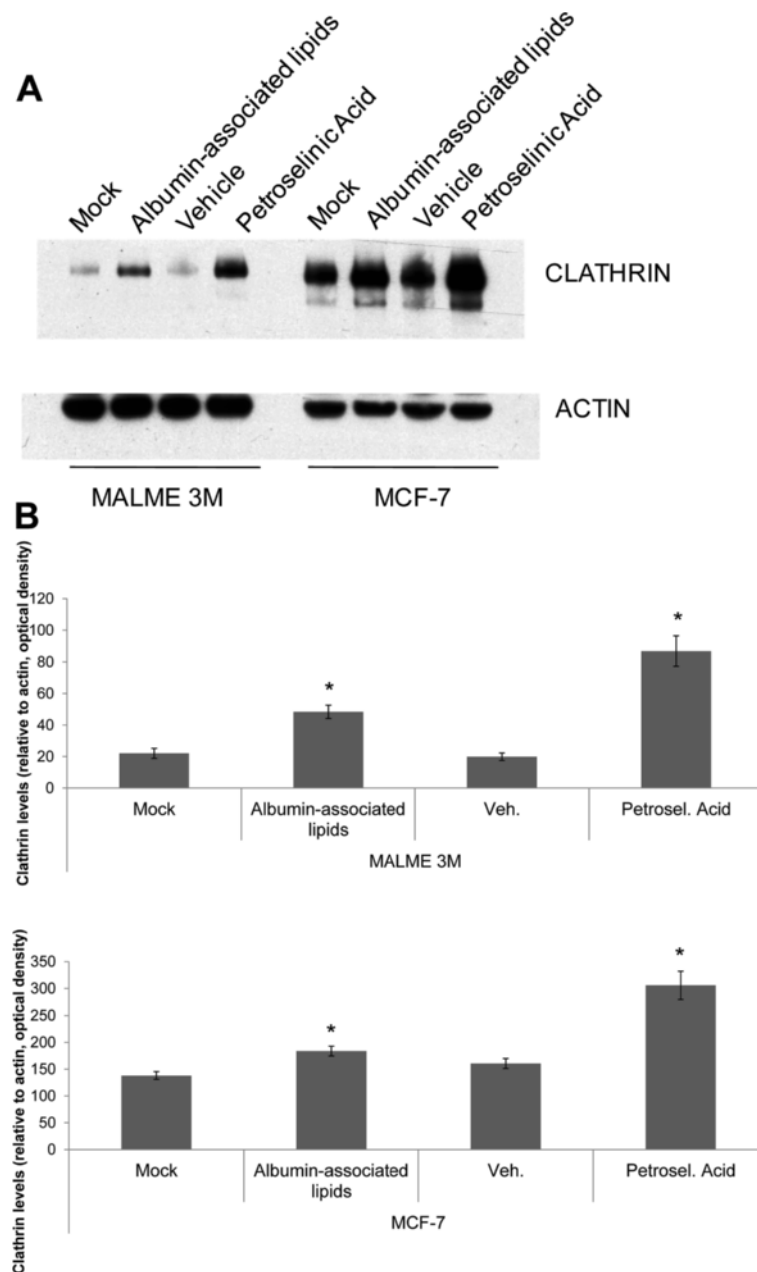 A
Mock
Albumin-associated lipids
Vehicle
Petroselinic Acid
Mock
Albumin-associated lipids
Vehicle
Petroselinic Acid
CLATHRIN
ACTIN
MALME 3M
MCF-7
B
Clathrin levels (relative to actin, optical density)
120
100
80
60
40
20
0
*
*
Mock
Albumin-associated
lipids
Veh.
Petrosel. Acid
MALME 3M
Clathrin levels (relative to actin, optical density)
350
300
250
200
150
100
50
0
*
*
Mock
Albumin-associated
lipids
Veh.
Petrosel. Acid
MCF-7